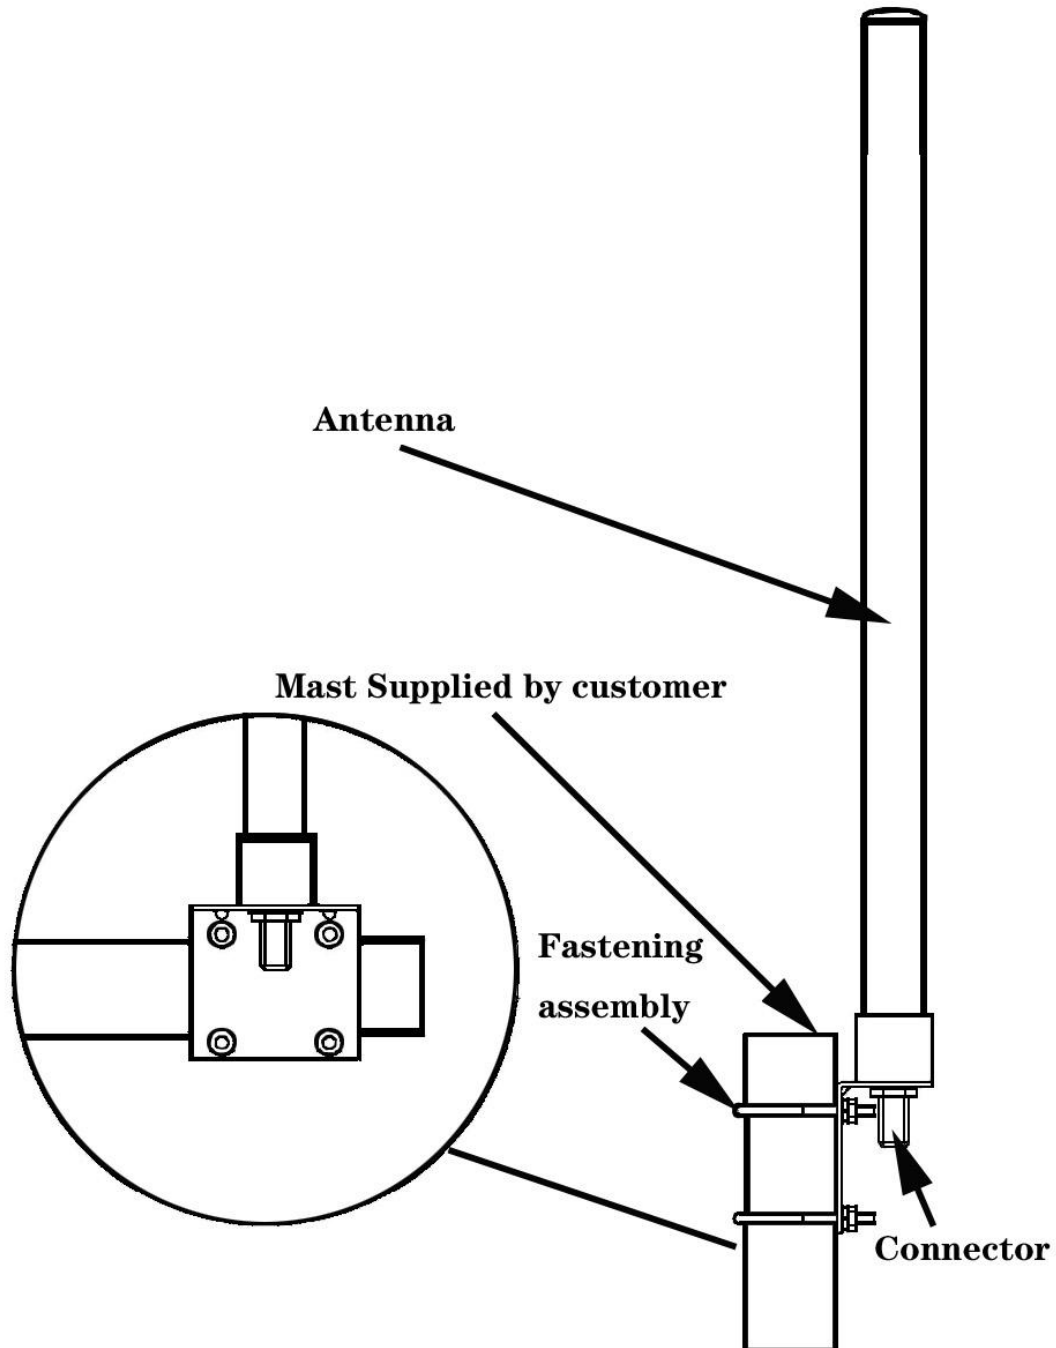 Antenna
Mast Supplied by customer
Fastening
assembly
Connector